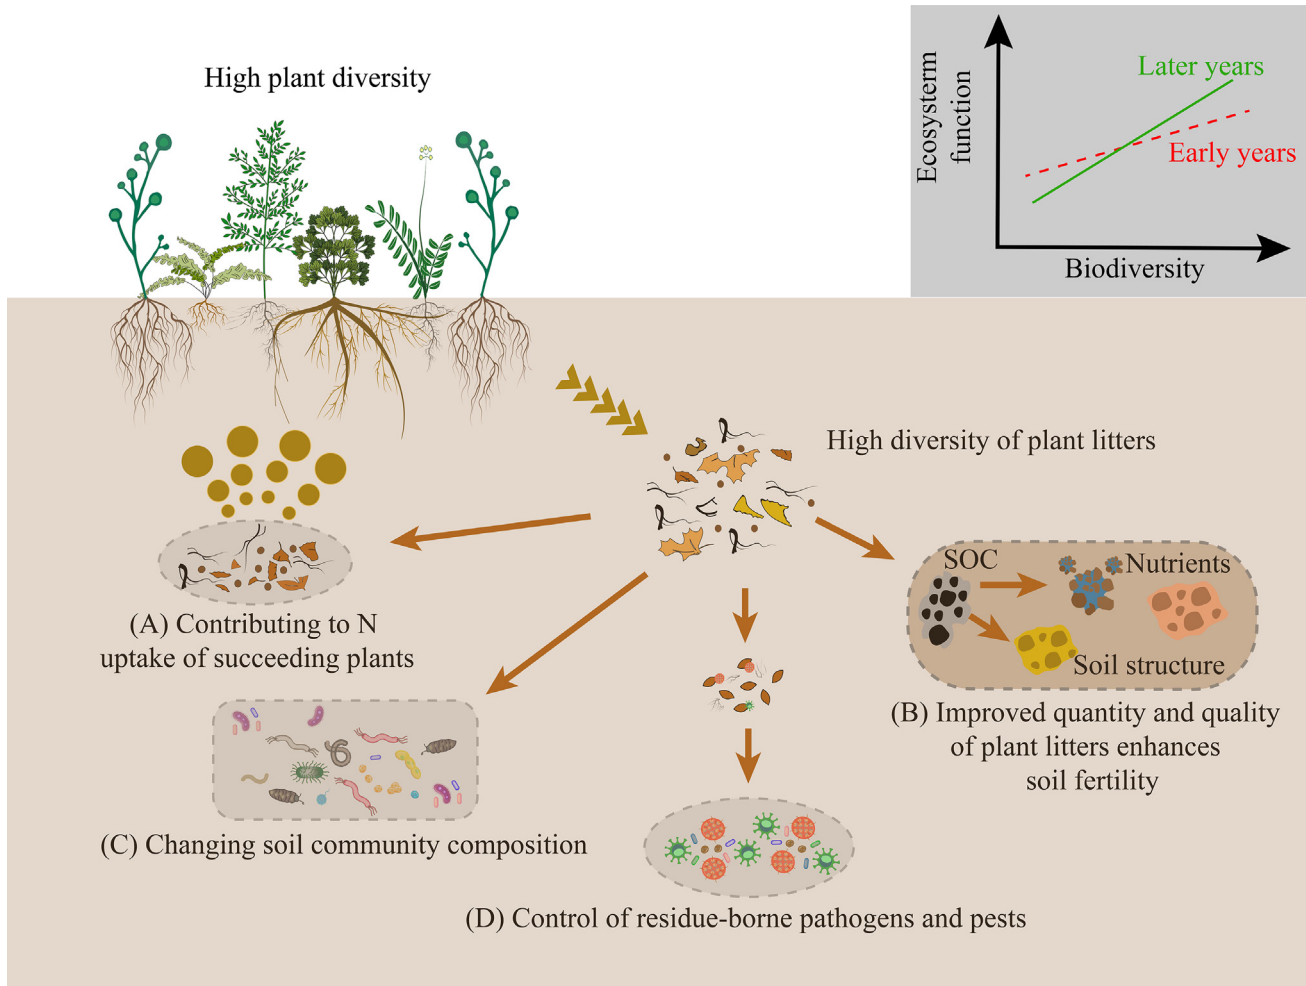 High plant diversity
Ecosysterm
function
Later years
Early years
Biodiversity
High diversity of plant litters
SOC
Nutrients
Soil structure
(A) Contributing to N
uptake of succeeding plants
(B) Improved quantity and quality
of plant litters enhances
soil fertility
(C) Changing soil community composition
(D) Control of residue-borne pathogens and pests